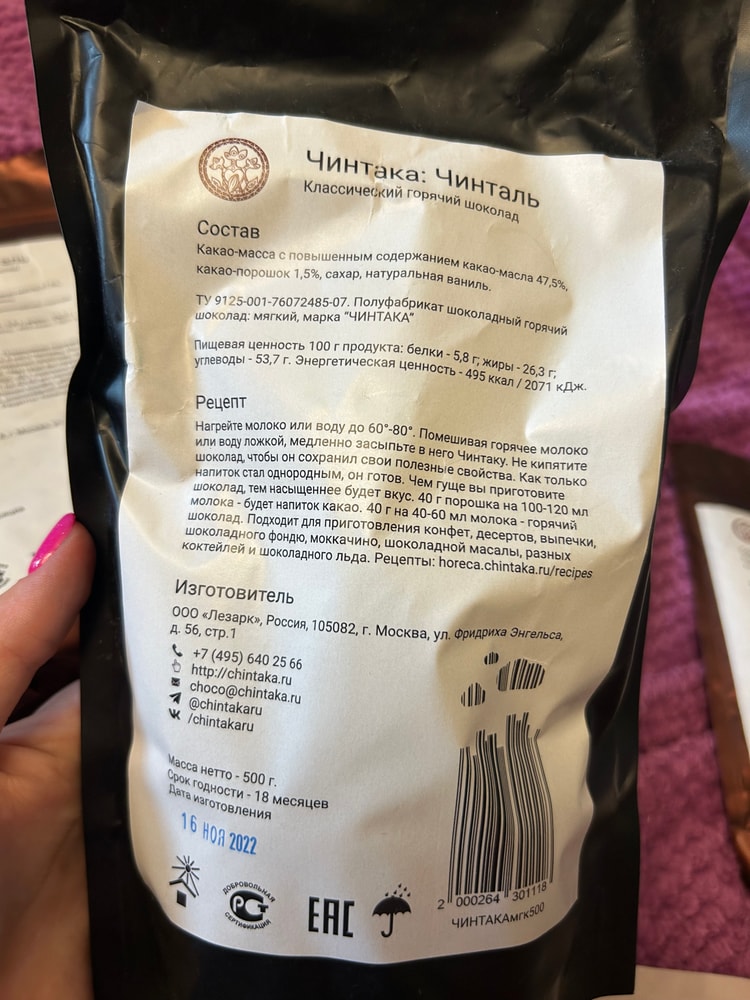 Чинтака: Чинталь
Классический горячий шоколад
Состав
Какао-масса с повышенным содержанием какао-масла 47,5%,
какао-порошок 1,5%, сахар, натуральная ваниль.
ТУ 9125-001-76072485-07. Полуфабрикат шоколадный горячий
шоколад: мягкий, марка "ЧИНТАКА"
Пищевая ценность 100 г продукта: белки - 5,8 г; жиры - 26,3 г;
углеводы - 53,7 г. Энергетическая ценность - 495 ккал / 2071 кДж.
Рецепт
Нагрейте молоко или воду до 60°-80°. Помешивая горячее молоко
или воду ложкой, медленно засыпьте в него Чинтаку. Не кипятите
шоколад, чтобы он сохранил свои полезные свойства. Как только
напиток стал однородным, он готов. Чем гуще вы приготовите
шоколад, тем насыщеннее будет вкус. 40 г порошка на 100-120 мл
молока - будет напиток какао. 40 г на 40-60 мл молока - горячий
шоколад. Подходит для приготовления конфет, десертов, выпечки,
шоколадного фондю, моккачино, шоколадной масалы, разных
коктейлей и шоколадного льда. Рецепты: horeca.chintaka.ru/recipes
Изготовитель
ООО «Лезарк», Россия, 105082, г. Москва, ул. Фридриха Энгельса,
д. 56, стр.1
+7 (495) 640 25 66
http://chintaka.ru
choco@chintaka.ru
@chintakaru
/chintakaru
Масса нетто - 500 г.
Срок годности - 18 месяцев
Дата изготовления
16 НОЯ 2022
ДОБРОВОЛЬНАЯ
РСТ
СЕРТИФИКАЦИЯ
ЕАС
2 000264 301118
ЧИНТАКАмгк500